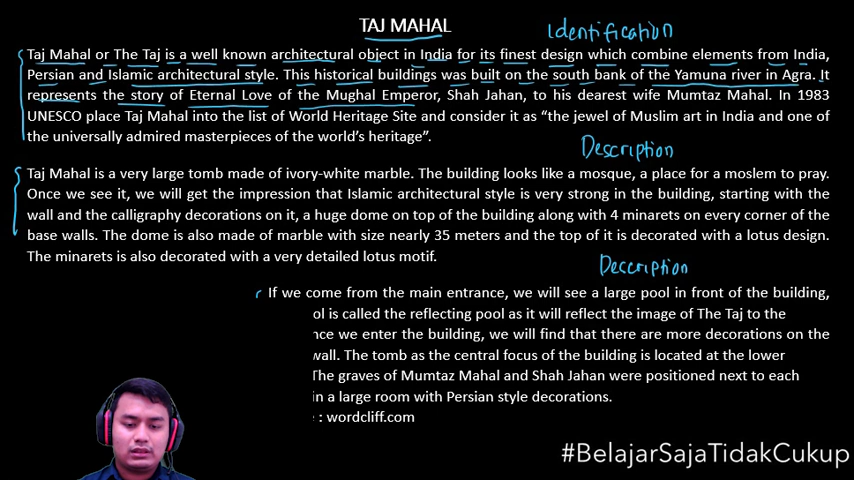 TAJ MAHAL
Identification
Taj Mahal or The Taj is a well known architectural object in India for its finest design which combine elements from India,
Persian and Islamic architectural style. This historical buildings was built on the south bank of the Yamuna river in Agra. It
represents the story of Eternal Love of the Mughal Emperor, Shah Jahan, to his dearest wife Mumtaz Mahal. In 1983
UNESCO place Taj Mahal into the list of World Heritage Site and consider it as “the jewel of Muslim art in India and one of
the universally admired masterpieces of the world’s heritage”.
Description
Taj Mahal is a very large tomb made of ivory-white marble. The building looks like a mosque, a place for a moslem to pray.
Once we see it, we will get the impression that Islamic architectural style is very strong in the building, starting with the
wall and the calligraphy decorations on it, a huge dome on top of the building along with 4 minarets on every corner of the
base walls. The dome is also made of marble with size nearly 35 meters and the top of it is decorated with a lotus design.
The minarets is also decorated with a very detailed lotus motif.
Deccription
If we come from the main entrance, we will see a large pool in front of the building,
is called the reflecting pool as it will reflect the image of The Taj to the
we enter the building, we will find that there are more decorations on the
wall. The tomb as the central focus of the building is located at the lower
The graves of Mumtaz Mahal and Shah Jahan were positioned next to each
in a large room with Persian style decorations.
: wordcliff.com
#BelajarSajaTidakCukup